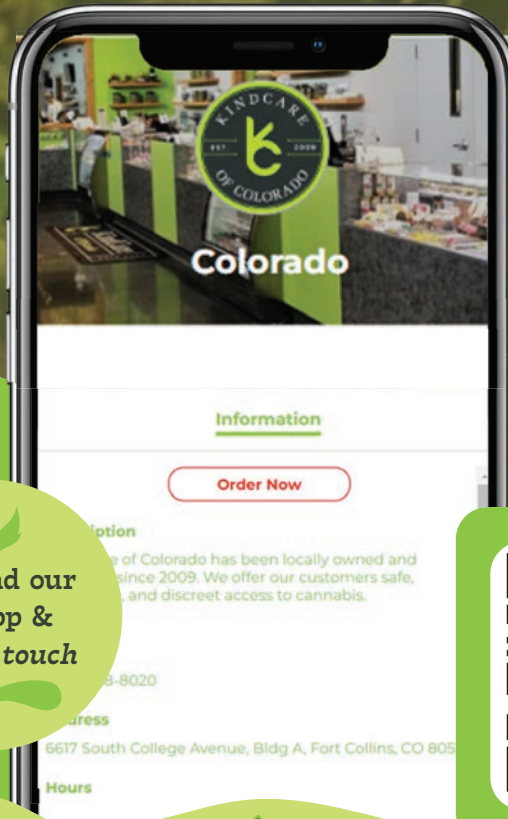 KINDCARE
EST. 2009
OF COLORADO
Colorado
Information
Order Now
of Colorado has been locally owned and
since 2009. We offer our customers safe,
and discreet access to cannabis.
our
&
touch
-8020
6617 South College Avenue, Bldg A, Fort Collins, CO 805
Hours